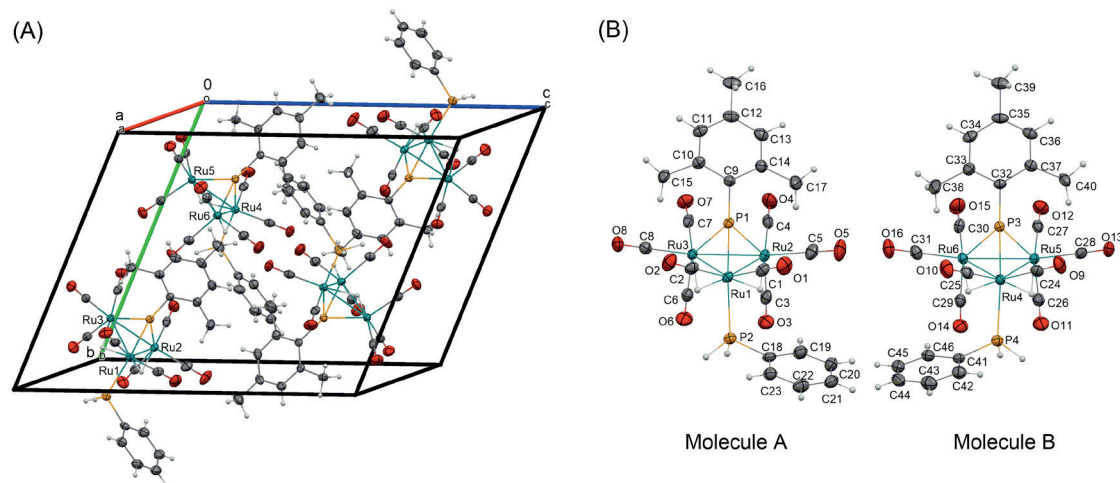 (A)
(B)
0
o
a
a
c
c
b
b
Ru5
Ru6
Ru4
Ru3
Ru2
Ru1
C16
C12
C11
C13
C10
C14
C9
C15
C17
O7
O4
P1
C7
C4
O8
C8
Ru3
Ru2
C5
O5
O2
C2
C1
O1
Ru1
C6
C3
O6
O3
P2
C18
C19
C23
C22
C20
C21
Molecule A
C39
C35
C34
C36
C33
C37
C32
C38
C40
O15
O12
P3
C30
C27
O16
C31
Ru6
Ru5
C28
O13
O10
C25
O9
C24
Ru4
C29
C26
O14
O11
P4
C46
C45
C41
C43
C42
C44
Molecule B